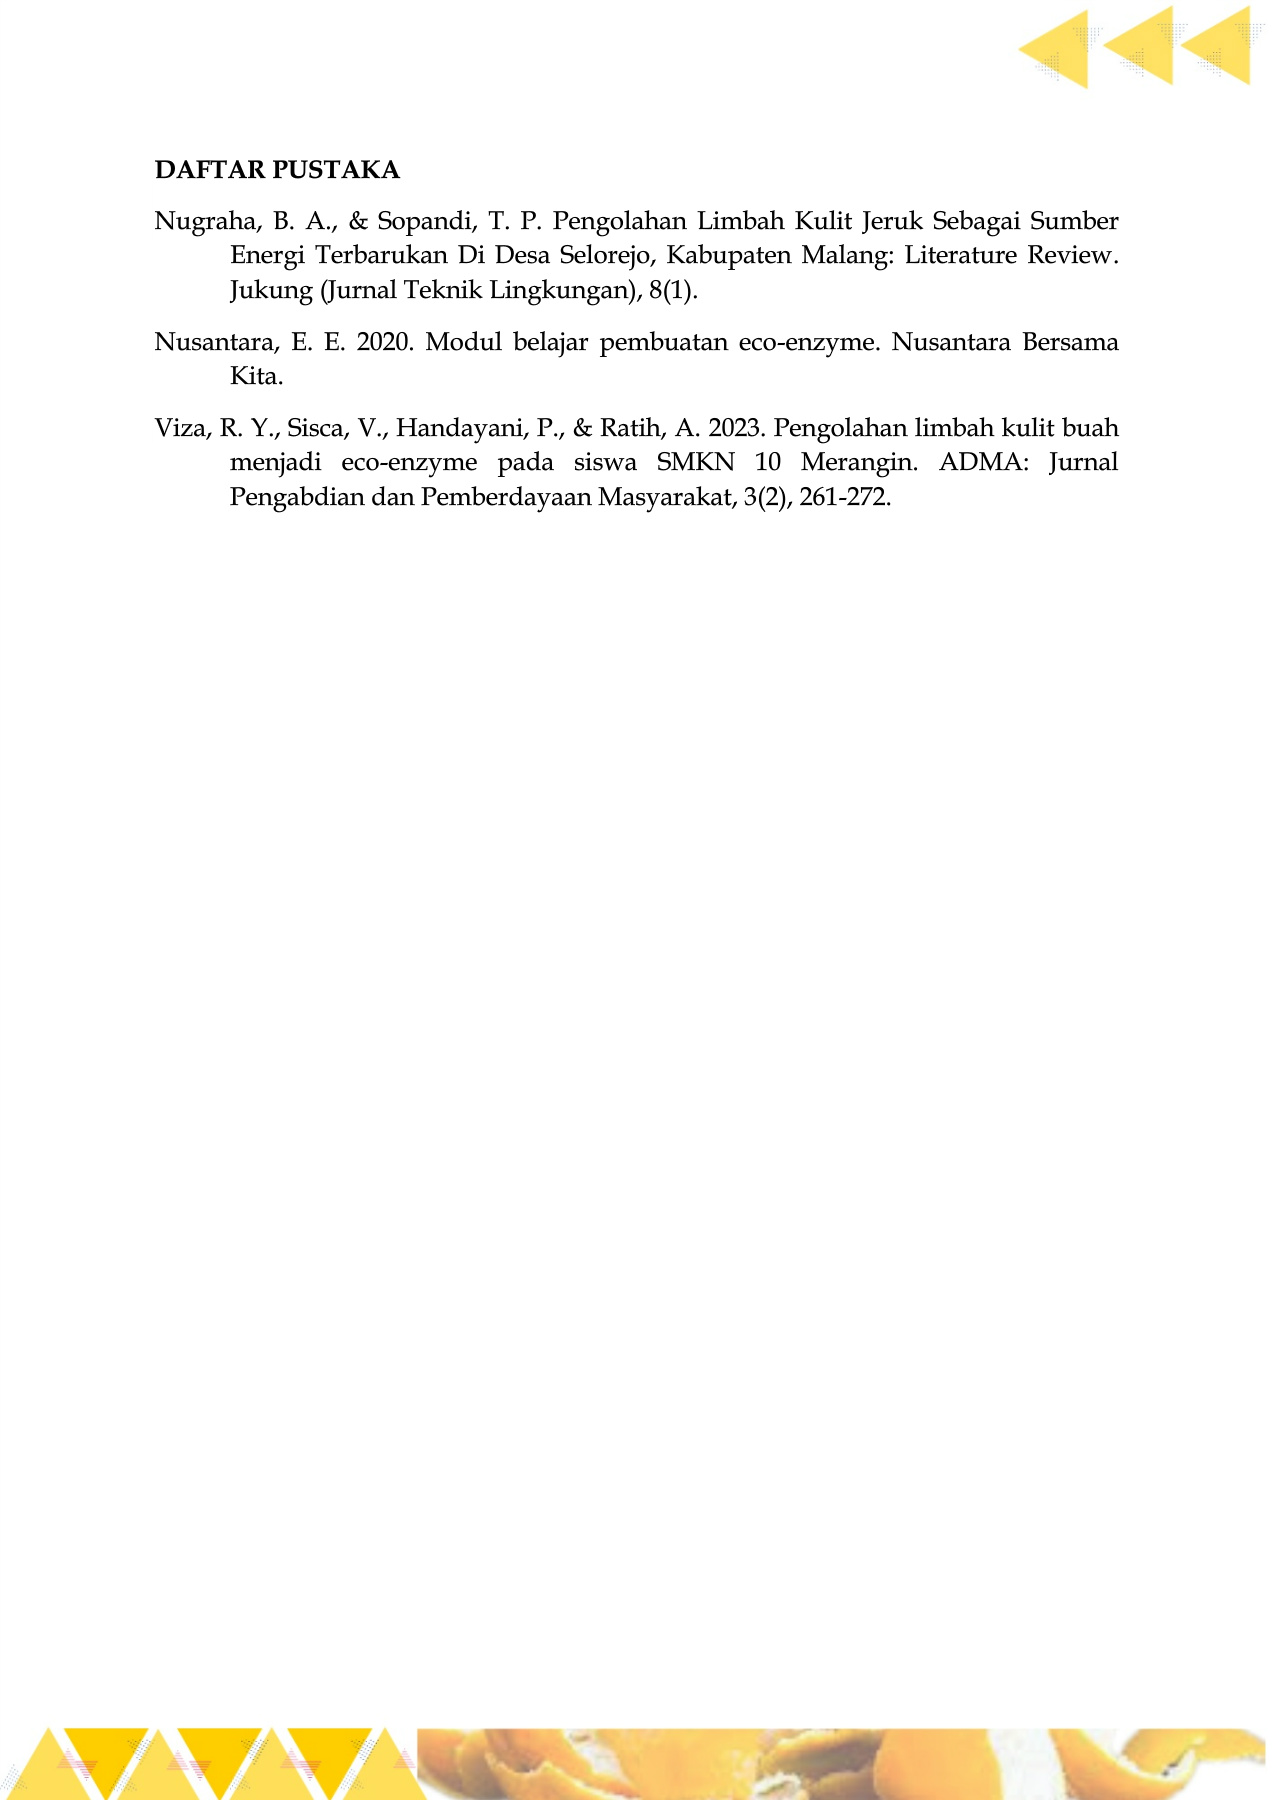 DAFTAR PUSTAKA
Nugraha, B. A., & Sopandi, T. P. Pengolahan Limbah Kulit Jeruk Sebagai Sumber
Energi Terbarukan Di Desa Selorejo, Kabupaten Malang: Literature Review.
Jukung (Jurnal Teknik Lingkungan), 8(1).
Nusantara, E. E. 2020. Modul belajar pembuatan eco-enzyme. Nusantara Bersama
Kita.
Viza, R. Y., Sisca, V., Handayani, P., & Ratih, A. 2023. Pengolahan limbah kulit buah
menjadi eco-enzyme pada siswa SMKN 10 Merangin. ADMA: Jurnal
Pengabdian dan Pemberdayaan Masyarakat, 3(2), 261-272.